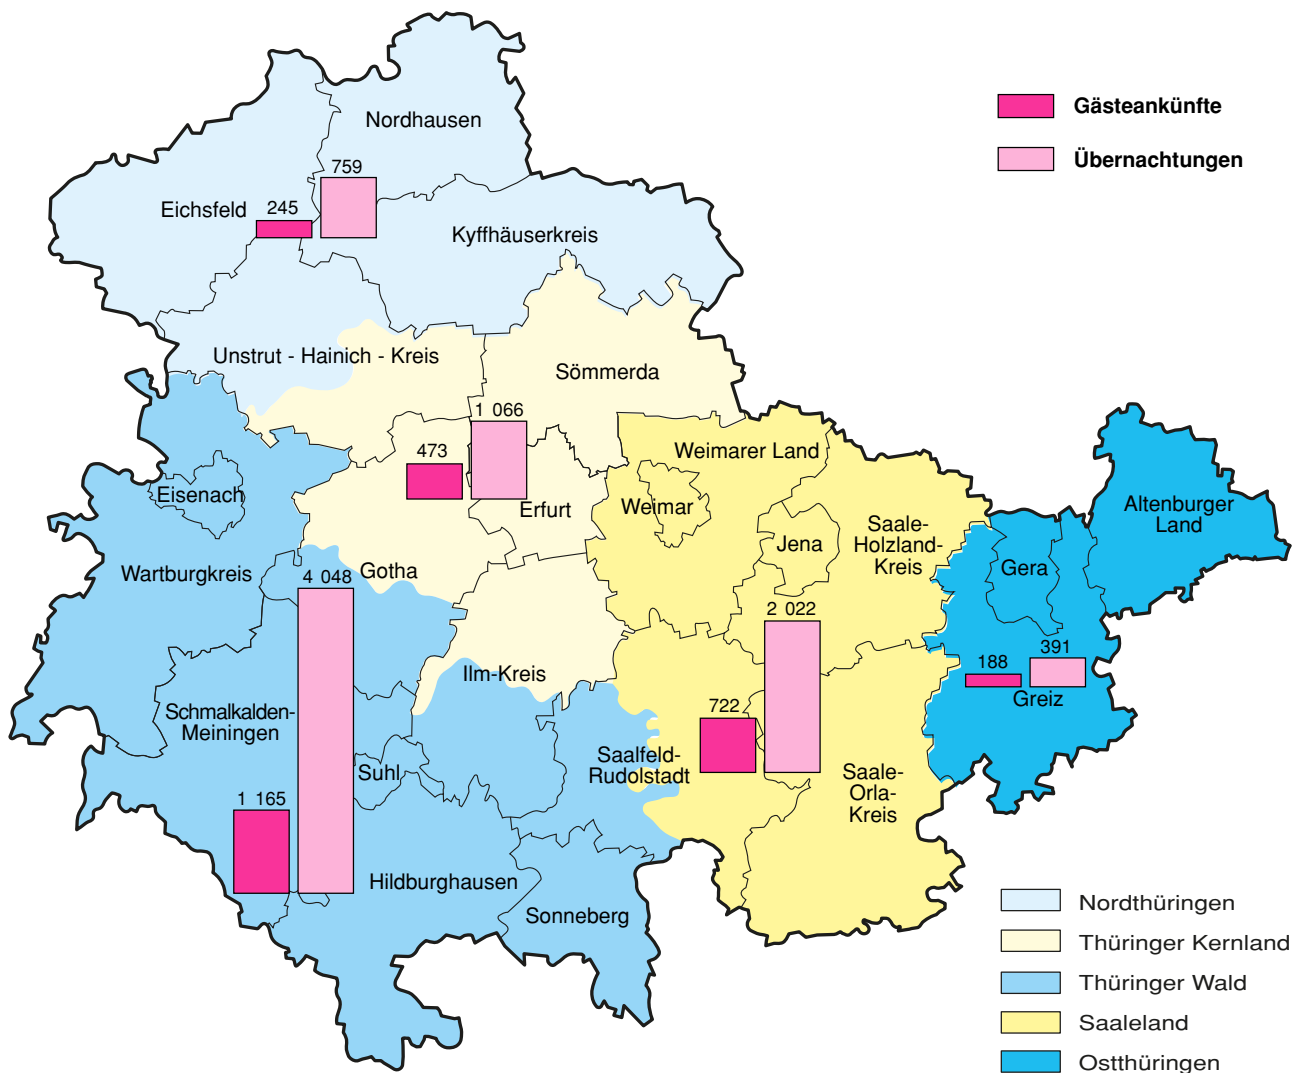 Gästeankünfte
Übernachtungen
Nordhausen
759
Eichsfeld
245
Kyffhäuserkreis
Unstrut - Hainich - Kreis
Sömmerda
1 066
473
Weimarer Land
Eisenach
Erfurt
Weimar
Saale-
Holzland-
Kreis
Jena
Altenburger
Land
Gera
Wartburgkreis
Gotha
4 048
2 022
391
188
Greiz
Ilm-Kreis
Schmalkalden-
Meiningen
722
Suhl
Saalfeld-
Rudolstadt
Saale-
Orla-
Kreis
1 165
Hildburghausen
Sonneberg
Nordthüringen
Thüringer Kernland
Thüringer Wald
Saaleland
Ostthüringen